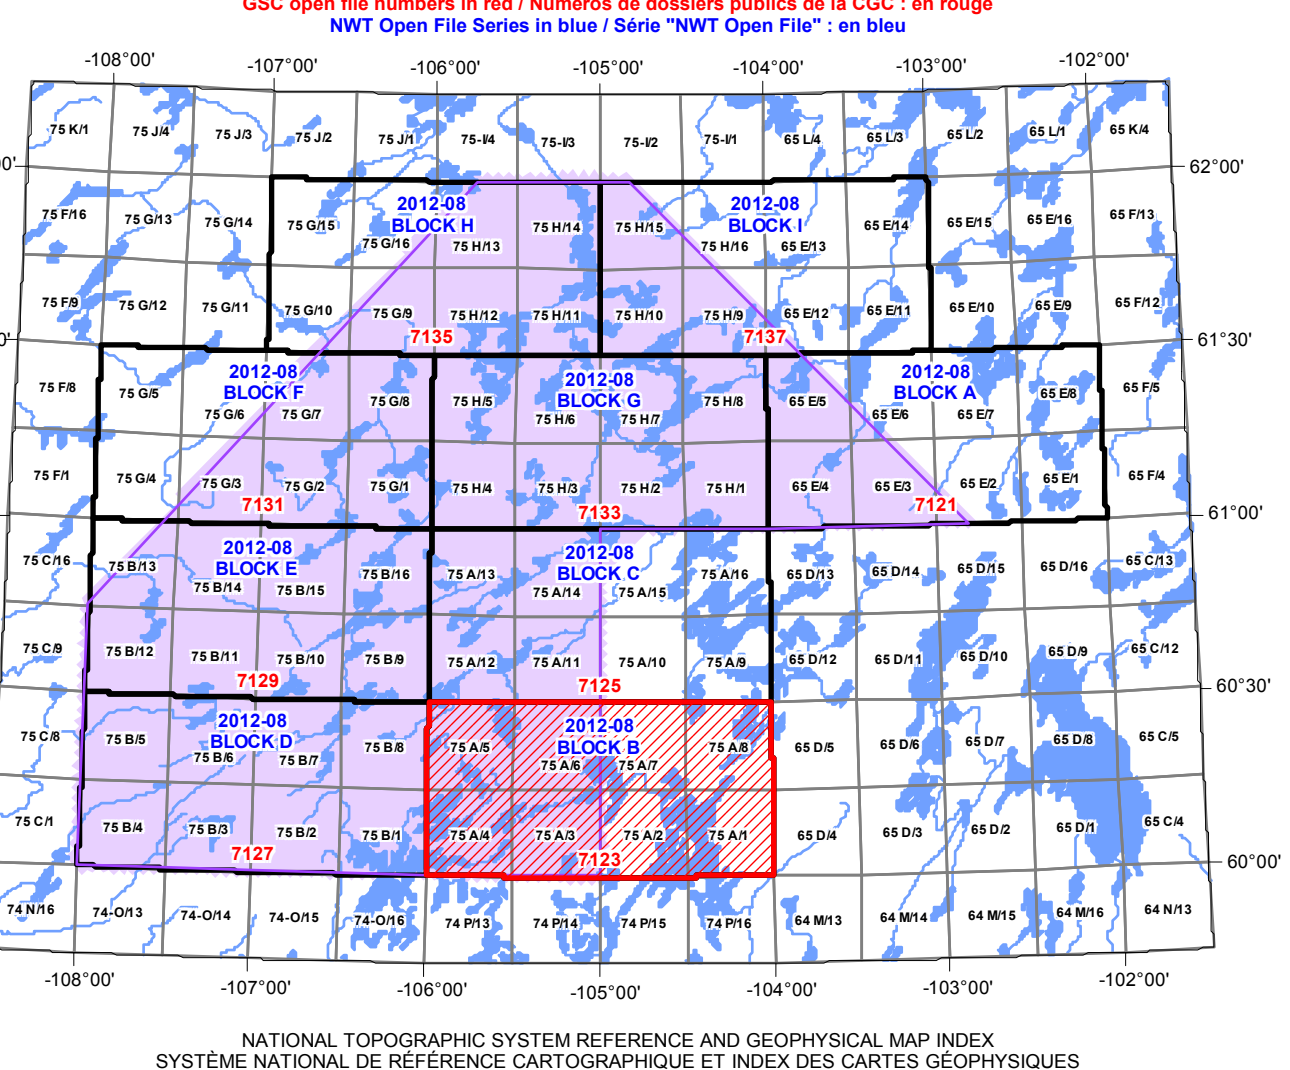 GSC open file numbers in red / Numéros de dossiers publics de la CGC : en rouge
NWT Open File Series in blue / Série "NWT Open File" : en bleu
-108°00' -107°00' -106°00' -105°00' -104°00' -103°00' -102°00'
75 K/1 75 J/4 75 J/3 75 J/2 75 J/1 75-I/4 75-I/3 75-I/2 75-I/1 65 L/4 65 L/3 65 L/2 65 L/1 65 K/4
00' 62°00'
2012-08 2012-08
BLOCK H BLOCK I
75 F/16 75 G/13 75 G/14 75 G/15 75 G/16 75 H/13 75 H/14 75 H/15 75 H/16 65 E/13 65 E/14 65 E/15 65 E/16 65 F/13
75 F/9 75 G/12 75 G/11 75 G/10 75 G/9 75 H/12 75 H/11 75 H/10 75 H/9 65 E/12 65 E/11 65 E/10 65 E/9 65 F/12
7135 7137
0' 61°30'
2012-08 2012-08 2012-08
BLOCK F BLOCK G BLOCK A
75 F/8 75 G/5 75 G/6 75 G/7 75 G/8 75 H/5 75 H/6 75 H/7 75 H/8 65 E/5 65 E/6 65 E/7 65 E/8 65 F/5
75 F/1 75 G/4 75 G/3 75 G/2 75 G/1 75 H/4 75 H/3 75 H/2 75 H/1 65 E/4 65 E/3 65 E/2 65 E/1 65 F/4
7131 7133 7121
61°00'
2012-08 2012-08
BLOCK E BLOCK C
75 C/16 75 B/13 75 B/14 75 B/15 75 B/16 75 A/13 75 A/14 75 A/15 75 A/16 65 D/13 65 D/14 65 D/15 65 D/16 65 C/13
75 C/9 75 B/12 75 B/11 75 B/10 75 B/9 75 A/12 75 A/11 75 A/10 75 A/9 65 D/12 65 D/11 65 D/10 65 D/9 65 C/12
7129 7125
60°30'
2012-08 2012-08
BLOCK D BLOCK B
75 C/8 75 B/5 75 B/6 75 B/7 75 B/8 75 A/5 75 A/6 75 A/7 75 A/8 65 D/5 65 D/6 65 D/7 65 D/8 65 C/5
75 C/1 75 B/4 75 B/3 75 B/2 75 B/1 75 A/4 75 A/3 75 A/2 75 A/1 65 D/4 65 D/3 65 D/2 65 D/1 65 C/4
7127 7123
60°00'
74 N/16 74-O/13 74-O/14 74-O/15 74-O/16 74 P/13 74 P/14 74 P/15 74 P/16 64 M/13 64 M/14 64 M/15 64 M/16 64 N/13
-108°00' -107°00' -106°00' -105°00' -104°00' -103°00' -102°00'
NATIONAL TOPOGRAPHIC SYSTEM REFERENCE AND GEOPHYSICAL MAP INDEX
SYSTÈME NATIONAL DE RÉFÉRENCE CARTOGRAPHIQUE ET INDEX DES CARTES GÉOPHYSIQUES